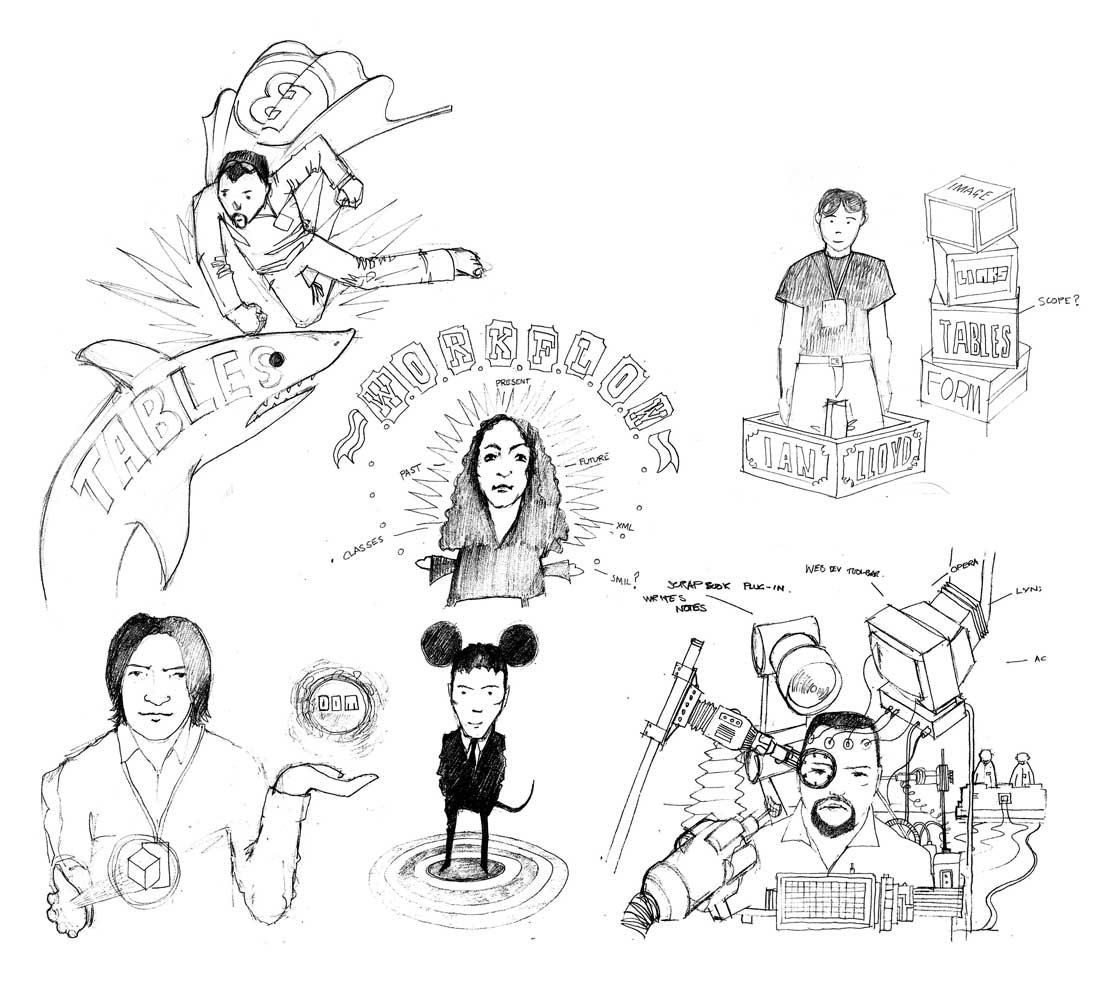 B
TABLES
W.O.R.K.F.L.O.W
PRESENT
PAST
FUTURE
CLASSES
XML
SMIL?
IMAGE
LINKS
TABLES
SCOPE?
FORM
IAN LLOYD
DOM
SCRAPBOOK PLUG-IN.
WRITES
NOTES
WEB DEV TOOLBAR.
OPERA
AC